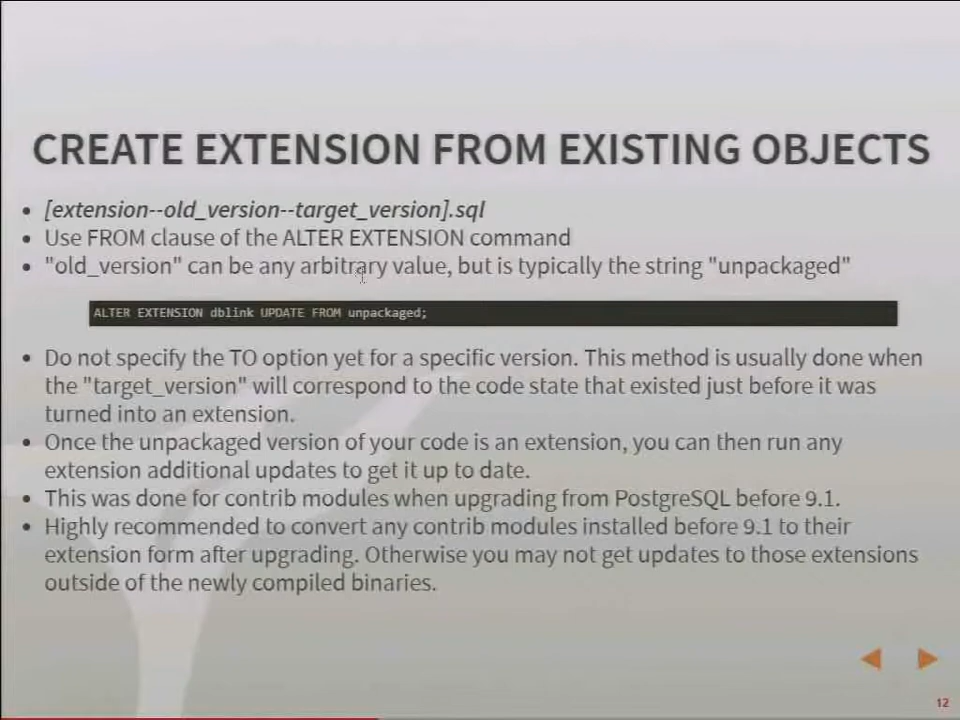 CREATE EXTENSION FROM EXISTING OBJECTS
[extension--old_version--target_version].sql
Use FROM clause of the ALTER EXTENSION command
"old_version" can be any arbitrary value, but is typically the string "unpackaged"
ALTER EXTENSION dblink UPDATE FROM unpackaged;
Do not specify the TO option yet for a specific version. This method is usually done when
the "target_version" will correspond to the code state that existed just before it was
turned into an extension.
Once the unpackaged version of your code is an extension, you can then run any
extension additional updates to get it up to date.
This was done for contrib modules when upgrading from PostgreSQL before 9.1.
Highly recommended to convert any contrib modules installed before 9.1 to their
extension form after upgrading. Otherwise you may not get updates to those extensions
outside of the newly compiled binaries.
12